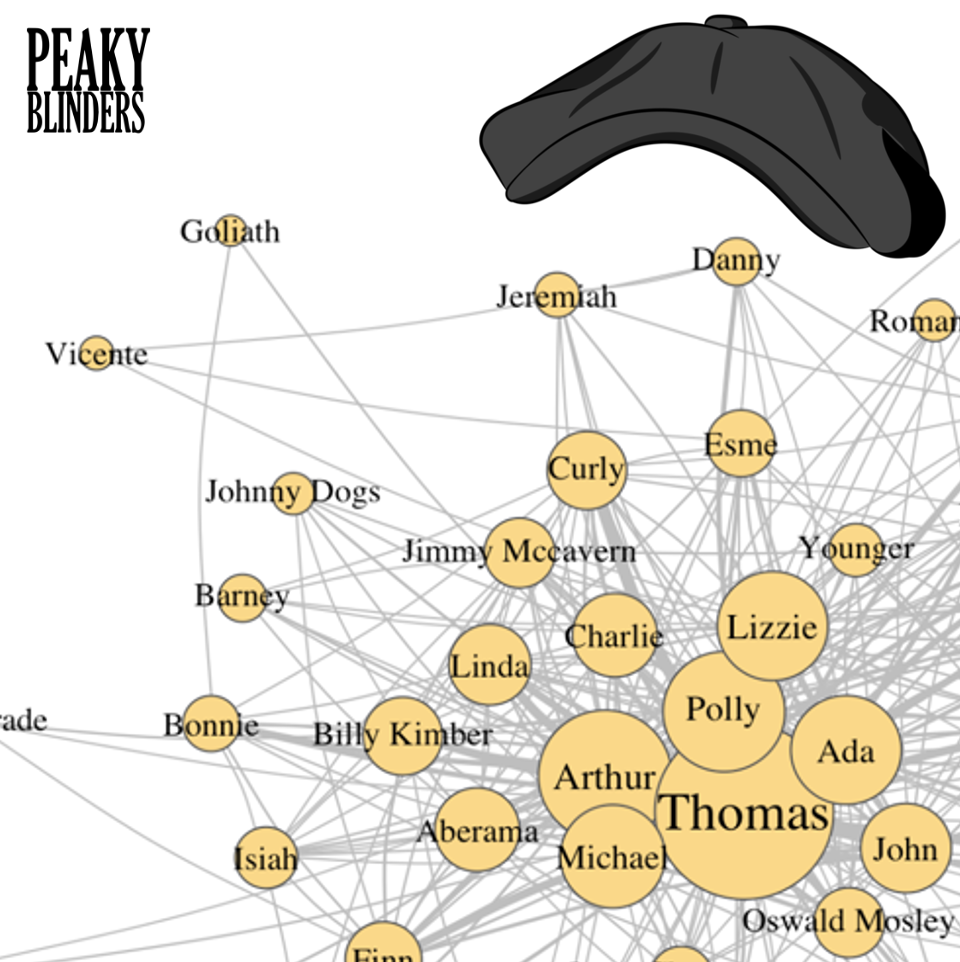 PEAKY
BLINDERS
Goliath
Danny
Jeremiah
Roman
Vicente
Esme
Curly
Johnny Dogs
Jimmy Mccavern
Younger
Barney
Charlie
Lizzie
Linda
Polly
rade
Bonnie
Billy Kimber
Ada
Arthur
Thomas
Aberama
Michael
John
Isiah
Oswald Mosley
Finn